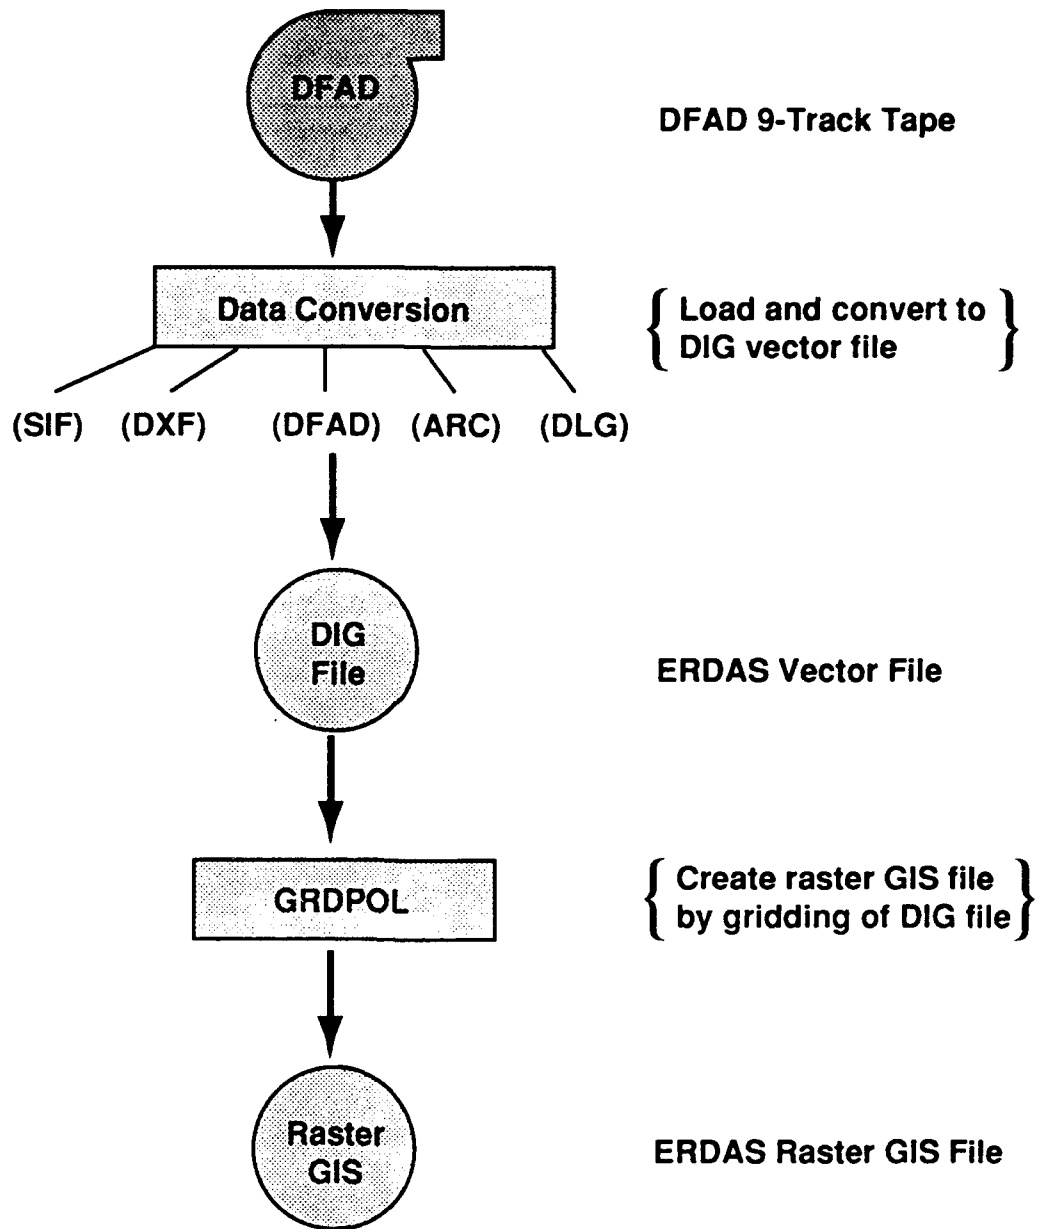 DFAD
DFAD 9-Track Tape
Data Conversion
{ Load and convert to }
DIG vector file
(SIF) (DXF) (DFAD) (ARC) (DLG)
DIG
File
ERDAS Vector File
GRDPOL
{ Create raster GIS file }
by gridding of DIG file
Raster
GIS
ERDAS Raster GIS File